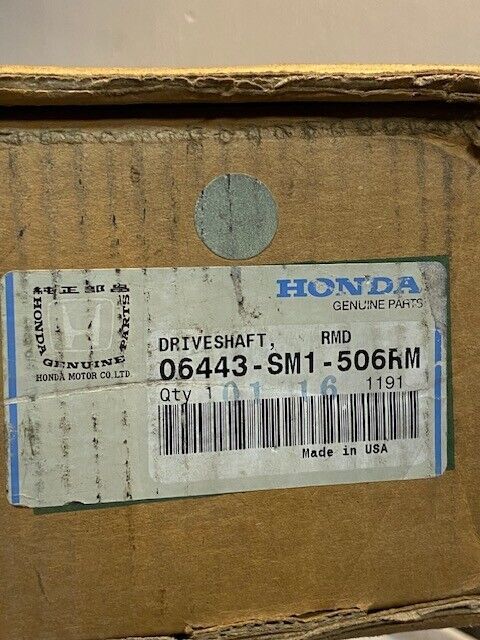 純正部品
HONDA
GENUINE PARTS
HONDA MOTOR CO.LTD.
HONDA
GENUINE PARTS
DRIVESHAFT, RMD
06443-SM1-506RM
Qty 1 01 16 1191
Made in USA